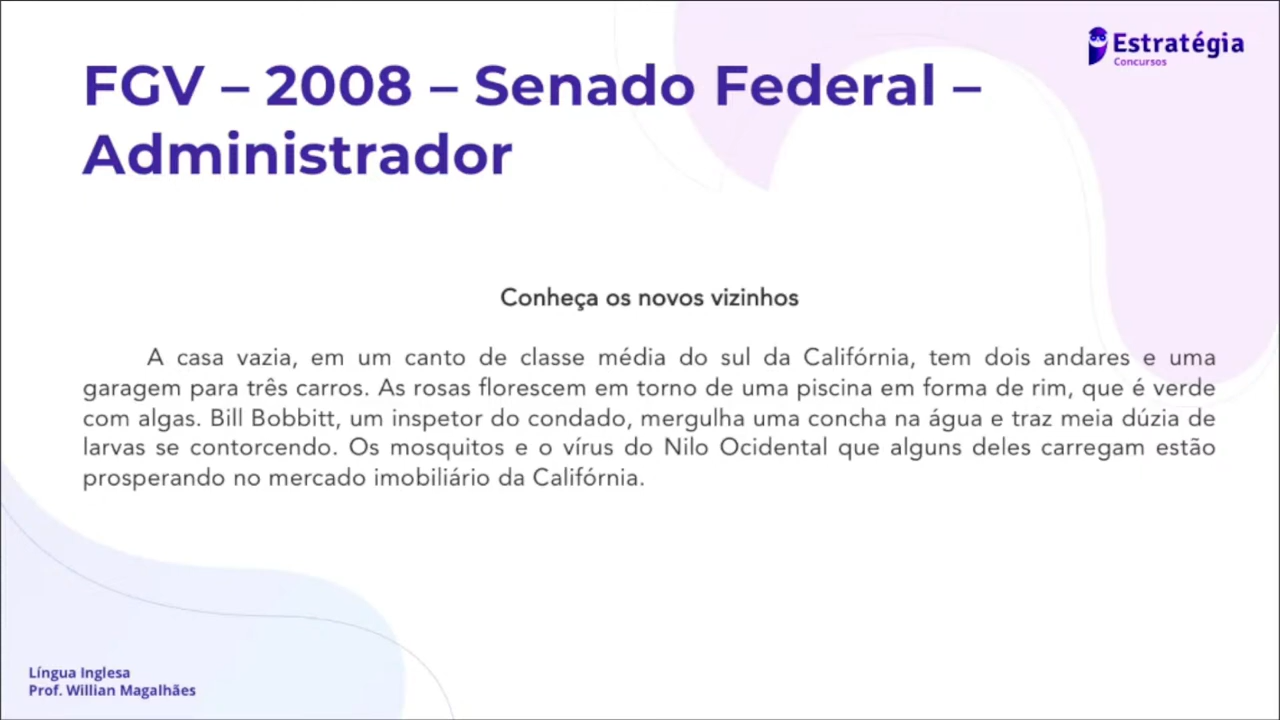 Estratégia
Concursos
FGV – 2008 – Senado Federal –
Administrador
Conheça os novos vizinhos
A casa vazia, em um canto de classe média do sul da Califórnia, tem dois andares e uma
garagem para três carros. As rosas florescem em torno de uma piscina em forma de rim, que é verde
com algas. Bill Bobbitt, um inspetor do condado, mergulha uma concha na água e traz meia dúzia de
larvas se contorcendo. Os mosquitos e o vírus do Nilo Ocidental que alguns deles carregam estão
prosperando no mercado imobiliário da Califórnia.
Língua Inglesa
Prof. Willian Magalhães